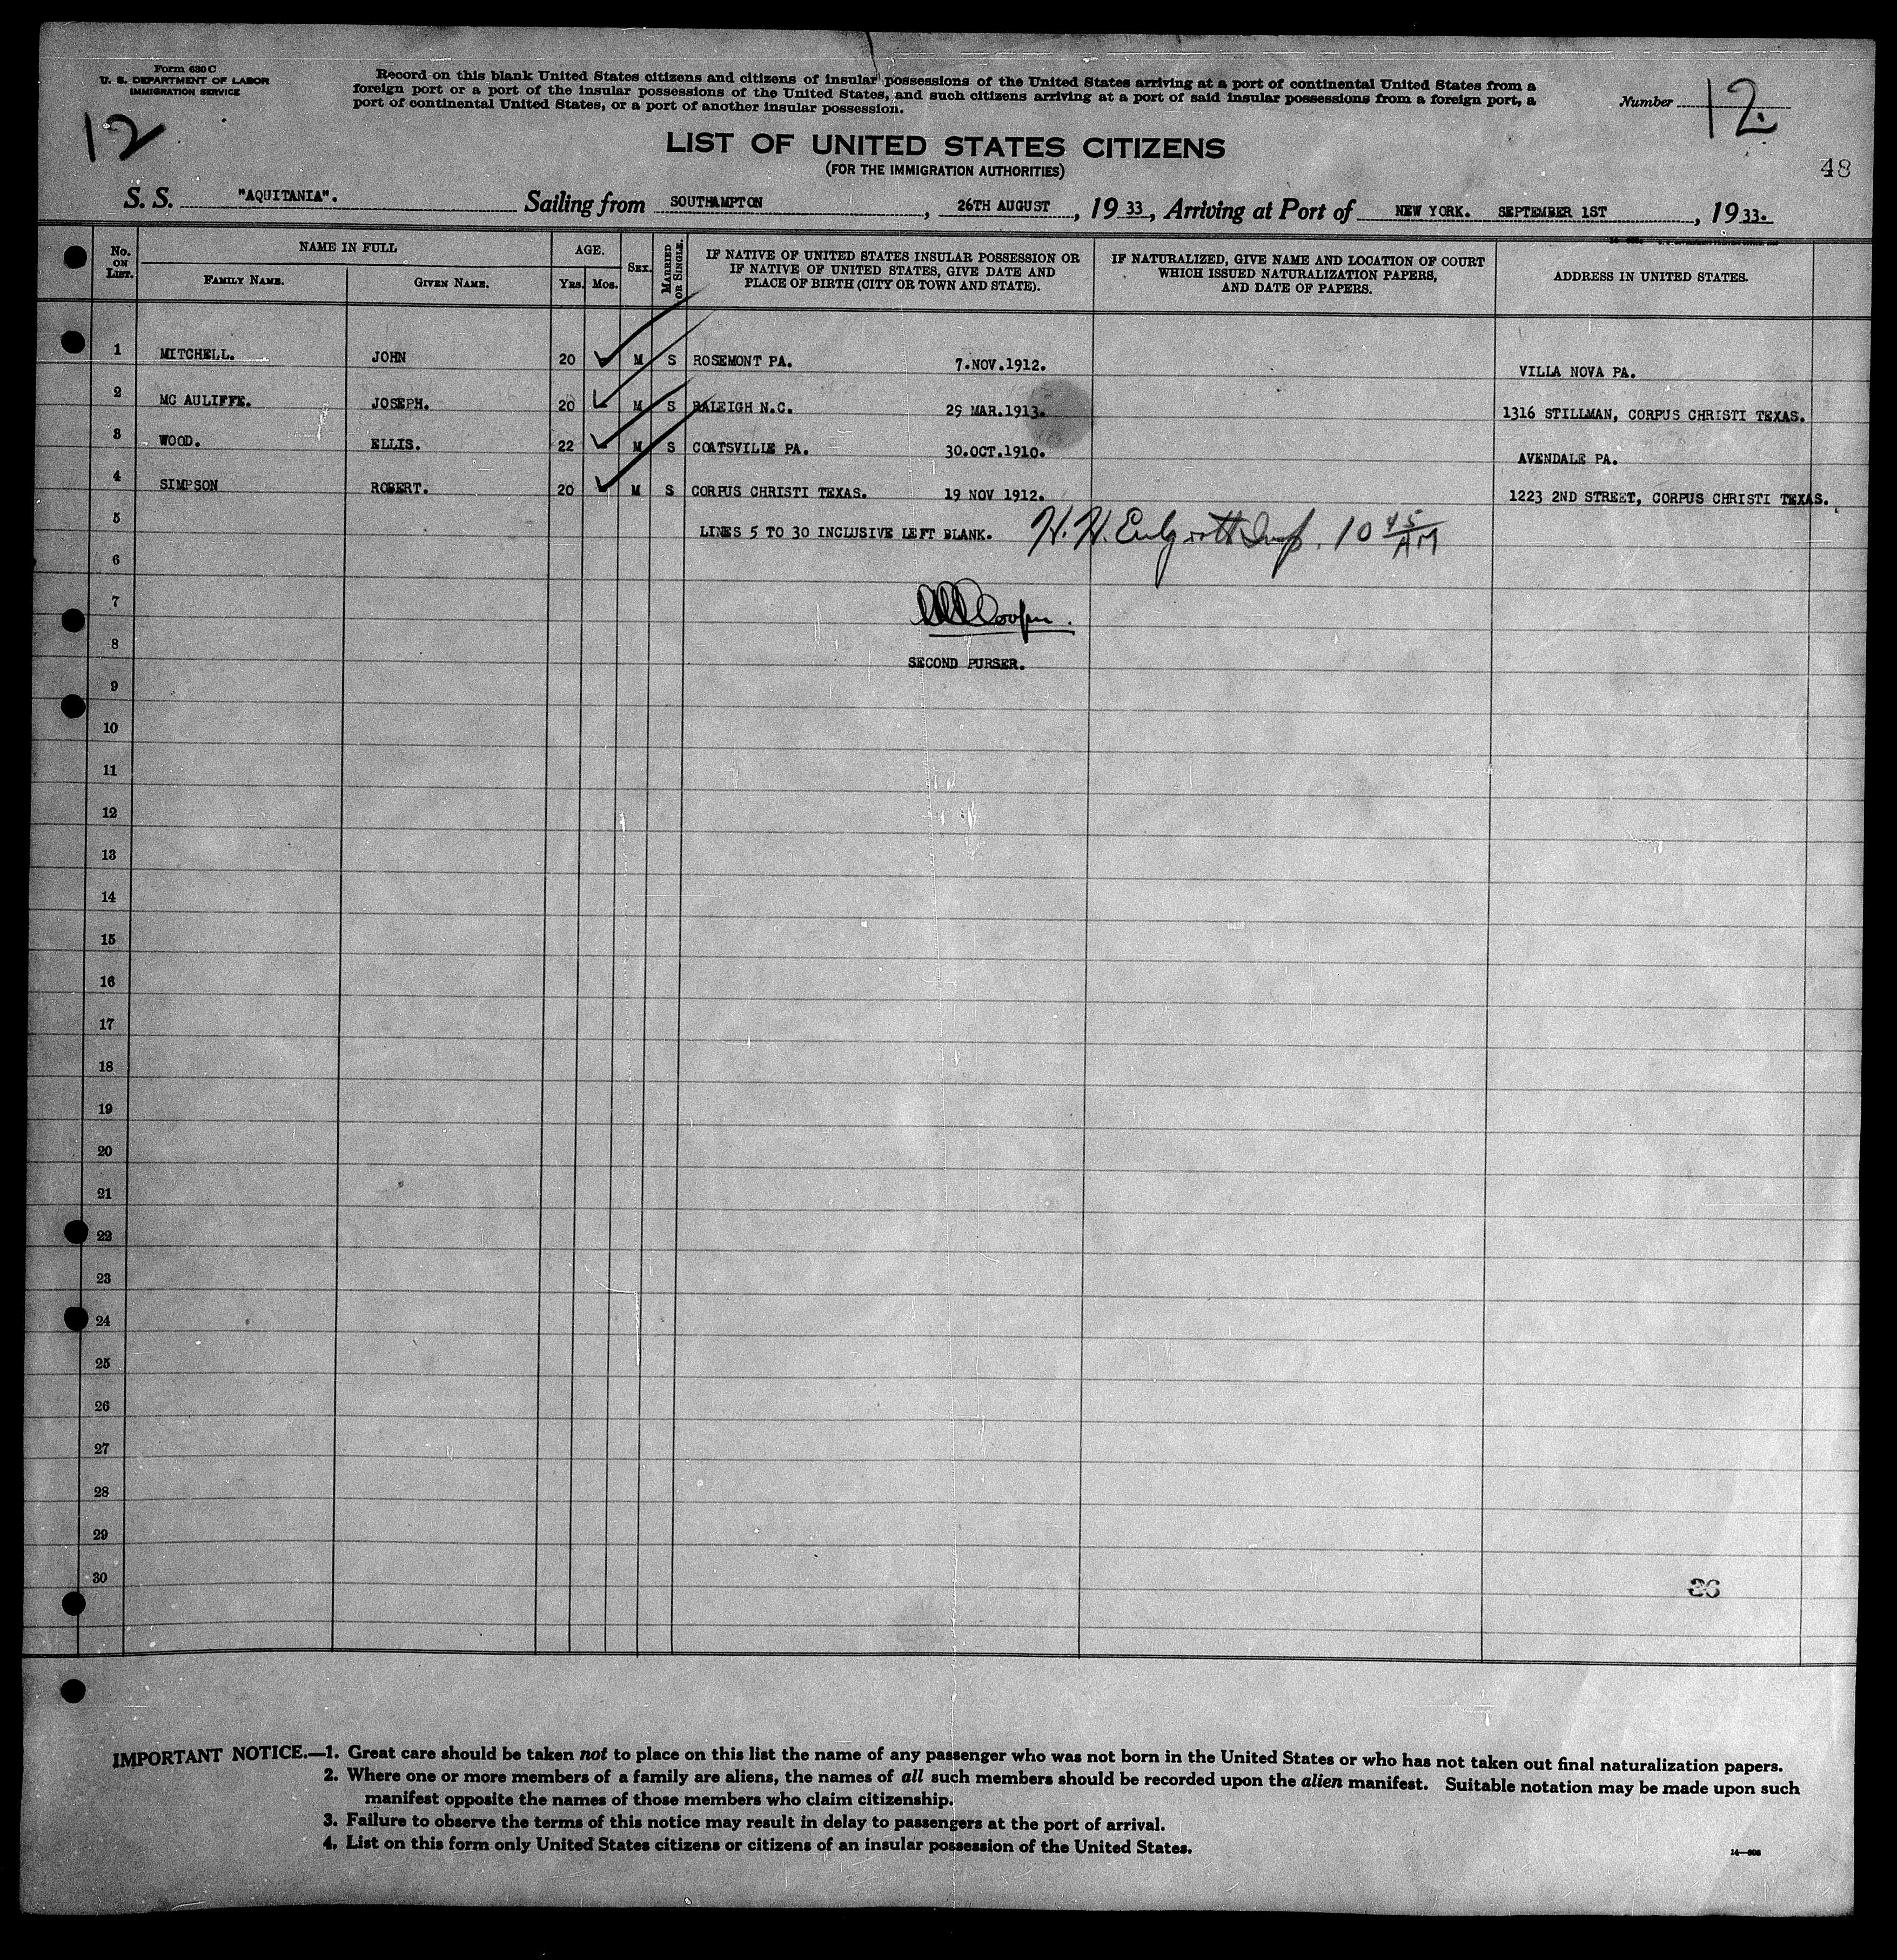 Form 630 C
U. S. DEPARTMENT OF LABOR
IMMIGRATION SERVICE
Record on this blank United States citizens and citizens of insular possessions of the United States arriving at a port of continental United States from a
foreign port or a port of the insular possessions of the United States, and such citizens arriving at a port of said insular possessions from a foreign port, a
port of continental United States, or a port of another insular possession.
Number 12.
12
LIST OF UNITED STATES CITIZENS
(FOR THE IMMIGRATION AUTHORITIES)
48
S. S. "AQUITANIA". Sailing from SOUTHAMPTON, 26TH AUGUST, 1933, Arriving at Port of NEW YORK. SEPTEMBER 1ST, 1933.
No. ON LIST. NAME IN FULL FAMILY NAME. GIVEN NAME. AGE. YRS. MOS. SEX. MARRIED OR SINGLE. IF NATIVE OF UNITED STATES INSULAR POSSESSION OR IF NATIVE OF UNITED STATES, GIVE DATE AND PLACE OF BIRTH (CITY OR TOWN AND STATE). IF NATURALIZED, GIVE NAME AND LOCATION OF COURT WHICH ISSUED NATURALIZATION PAPERS, AND DATE OF PAPERS. ADDRESS IN UNITED STATES.
1 MITCHELL. JOHN 20 M S ROSEMONT PA. 7.NOV.1912. VILLA NOVA PA.
2 MC AULIFFE. JOSEPH. 20 M S RALEIGH N.C. 29 MAR.1913. 1316 STILLMAN, CORPUS CHRISTI TEXAS.
3 WOOD. ELLIS. 22 M S COATSVILLE PA. 30.OCT.1910. AVENDALE PA.
4 SIMPSON ROBERT. 20 M S CORPUS CHRISTI TEXAS. 19 NOV 1912. 1223 2ND STREET, CORPUS CHRISTI TEXAS.
5 LINES 5 TO 30 INCLUSIVE LEFT BLANK. H. H. Insp. 10 45 AM
6
7 Cooper.
8 SECOND PURSER.
9
10
11
12
13
14
15
16
17
18
19
20
21
22
23
24
25
26
27
28
29
30
36
IMPORTANT NOTICE.—1. Great care should be taken not to place on this list the name of any passenger who was not born in the United States or who has not taken out final naturalization papers.
2. Where one or more members of a family are aliens, the names of all such members should be recorded upon the alien manifest. Suitable notation may be made upon such
manifest opposite the names of those members who claim citizenship.
3. Failure to observe the terms of this notice may result in delay to passengers at the port of arrival.
4. List on this form only United States citizens or citizens of an insular possession of the United States.